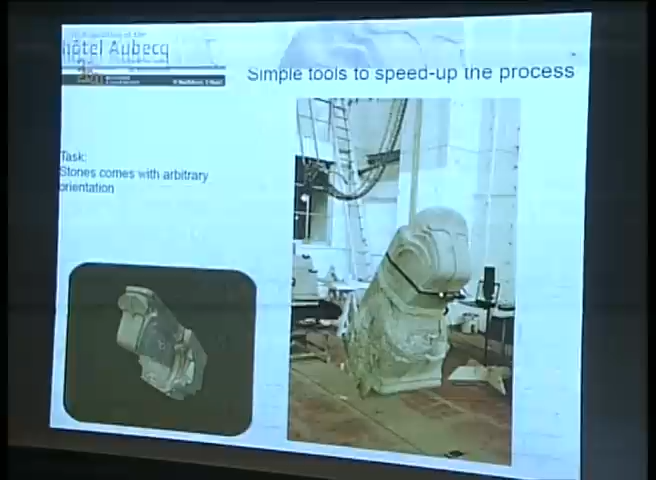 hôtel Aubecq
Simple tools to speed-up the process
Task:
Stones comes with arbitrary
orientation